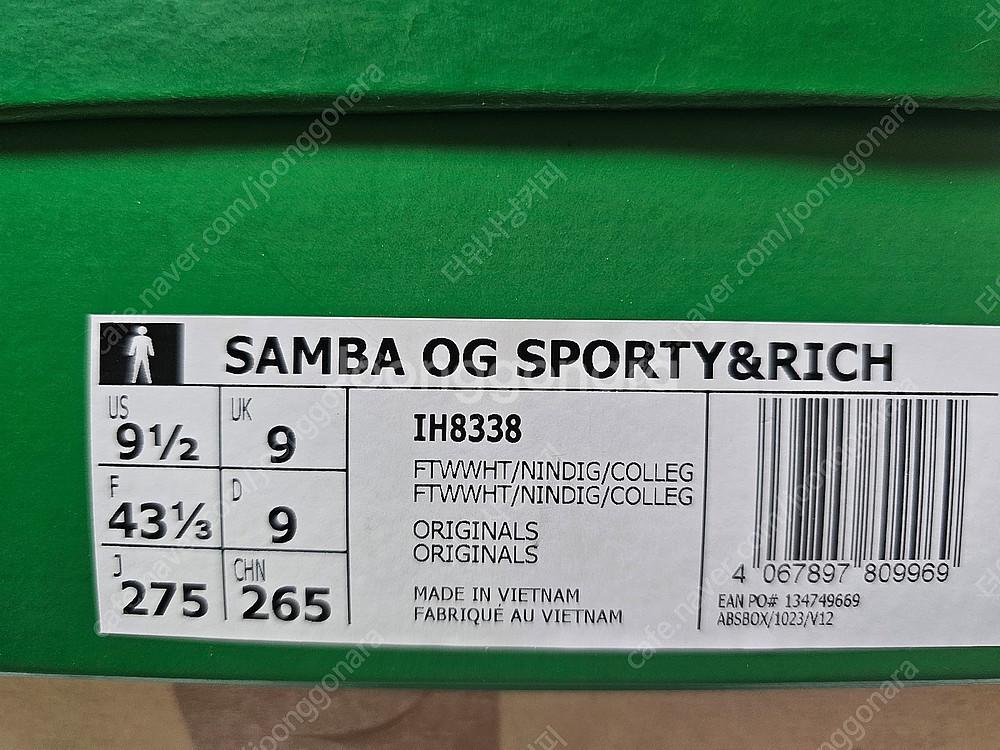 SAMBA OG SPORTY&RICH
US 9½ UK 9
F 43⅓ D 9
J 275 CHN 265
IH8338
FTWWHT/NINDIG/COLLEG
FTWWHT/NINDIG/COLLEG
ORIGINALS
ORIGINALS
MADE IN VIETNAM
FABRIQUÉ AU VIETNAM
4 067897 809969
EAN PO# 134749669
ABSBOX/1023/V12
cafe.naver.com/joonggonara
joonggonara